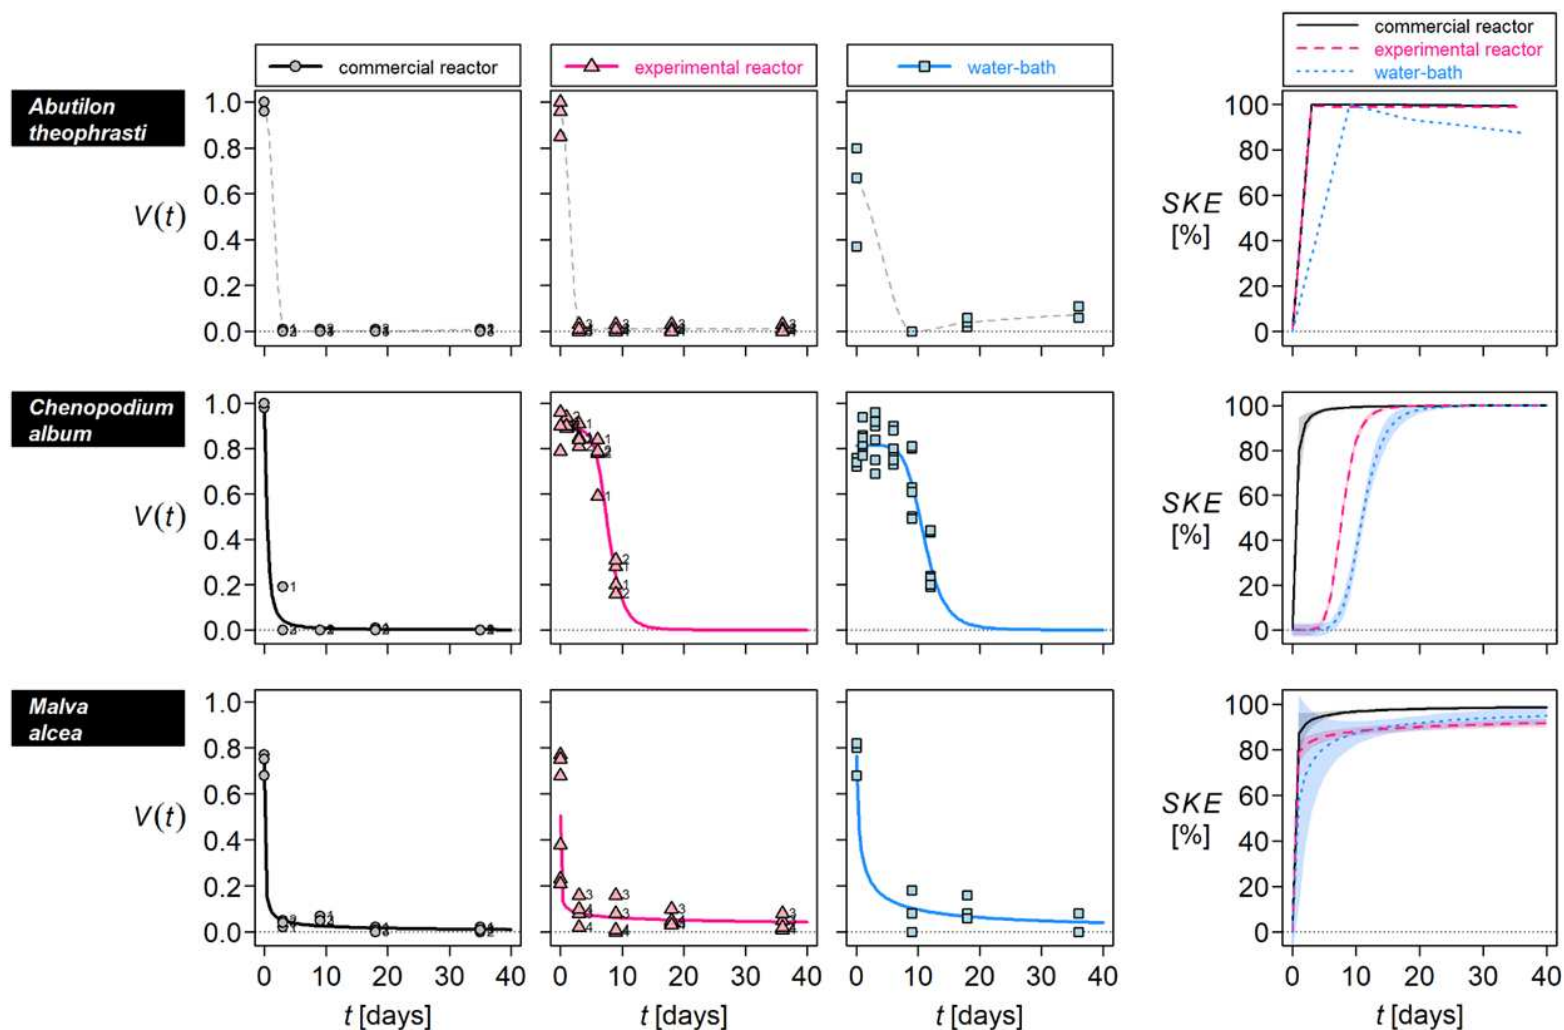 commercial reactor
experimental reactor
water-bath
commercial reactor
experimental reactor
water-bath
Abutilon
theophrasti
V(t)
1.0
0.8
0.6
0.4
0.2
0.0
0 10 20 30 40
0 10 20 30 40
0 10 20 30 40
SKE
[%]
100
80
60
40
20
0
Chenopodium
album
V(t)
1.0
0.8
0.6
0.4
0.2
0.0
SKE
[%]
100
80
60
40
20
0
Malva
alcea
V(t)
1.0
0.8
0.6
0.4
0.2
0.0
SKE
[%]
100
80
60
40
20
0
0 10 20 30 40
t [days]
t [days]
t [days]
t [days]